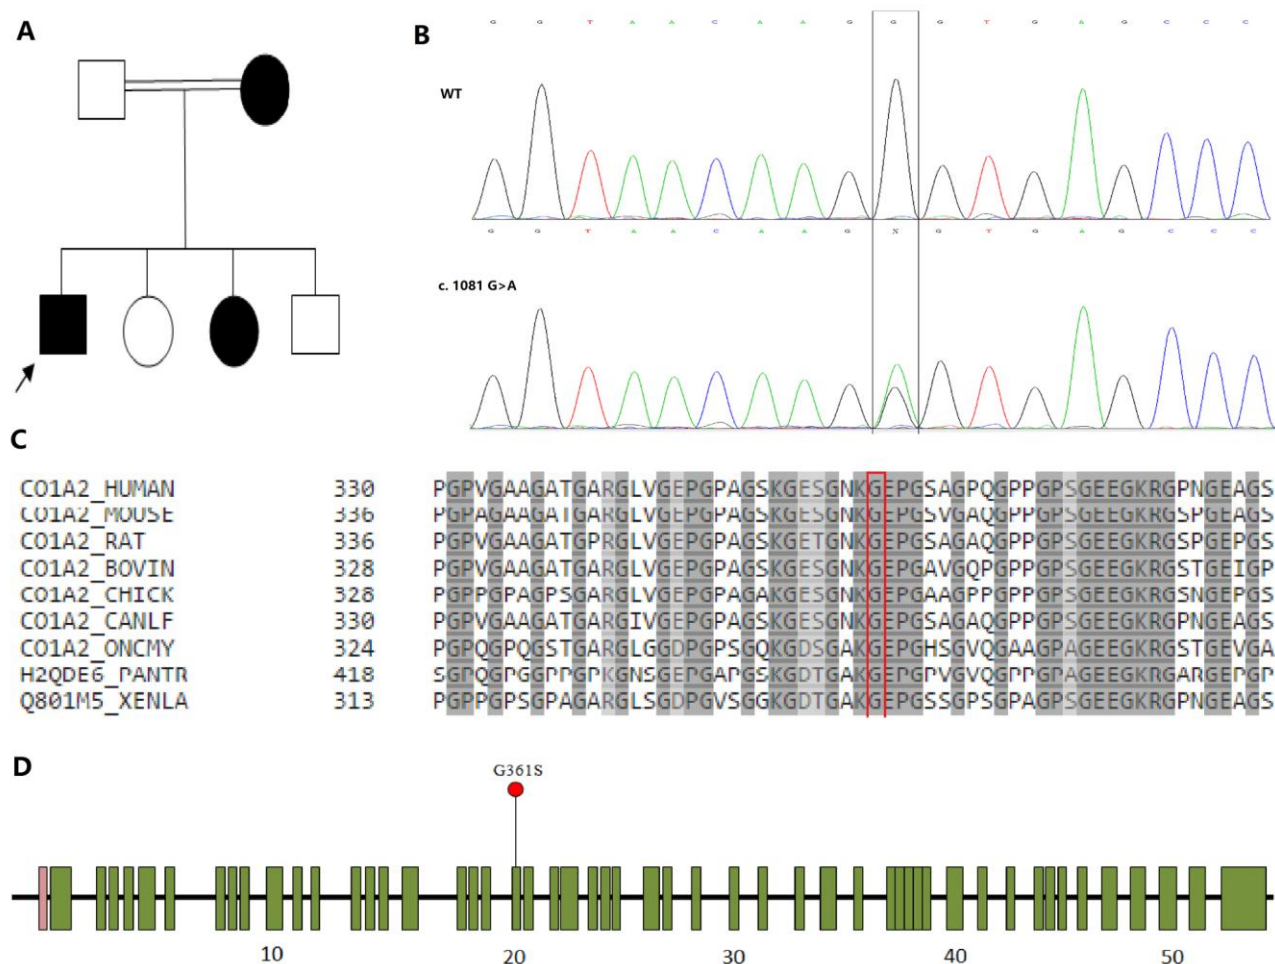 A
B
G G T A A C A A G G G T G A G C C C
WT
G G T A A C A A G N G T G A G C C C
c. 1081 G>A
C
CO1A2_HUMAN 330 PGPVGAAGATGARGLVGEPGPAGSKGESGNKGEPGSAGPQGPPGPSGEEGKRGPNGEAGS
CO1A2_MOUSE 336 PGPAGAAGATGARGLVGEPGPAGSKGESGNKGEPGSVGAQGPPGPSGEEGKRGSPGEAGS
CO1A2_RAT 336 PGPVGAAGATGPRGLVGEPGPAGSKGETGNKGEPGSAGAQGPPGPSGEEGKRGSPGEPGS
CO1A2_BOVIN 328 PGPVGAAGATGARGLVGEPGPAGSKGESGNKGEPGAVGQPGPPGPSGEEGKRGSTGEIGP
CO1A2_CHICK 328 PGPPGPAGPSGARGLVGEPGPAGAKGESGNKGEPGAAGPPGPPGPSGEEGKRGSNGEPGS
CO1A2_CANLF 330 PGPVGAAGATGARGIVGEPGPAGSKGESGNKGEPGSAGAQGPPGPSGEEGKRGPNGEAGS
CO1A2_ONCMY 324 PGPQGPQGSTGARGLGGDPGPSGQKGDSGAKGEPGHSGVQGAAGPAGEEGKRGSTGEVGA
H2QDE6_PANTR 418 SGPQGPGGPPGPKGNSGEPGAPGSKGDTGAKGEPGPVGVQGPPGPAGEEGKRGARGEPGP
Q801M5_XENLA 313 PGPPGPSGPAGARGLSGDPGVSGGKGDTGAKGEPGSSGPSGPAGPSGEEGKRGPNGEAGS
D
G361S
10 20 30 40 50